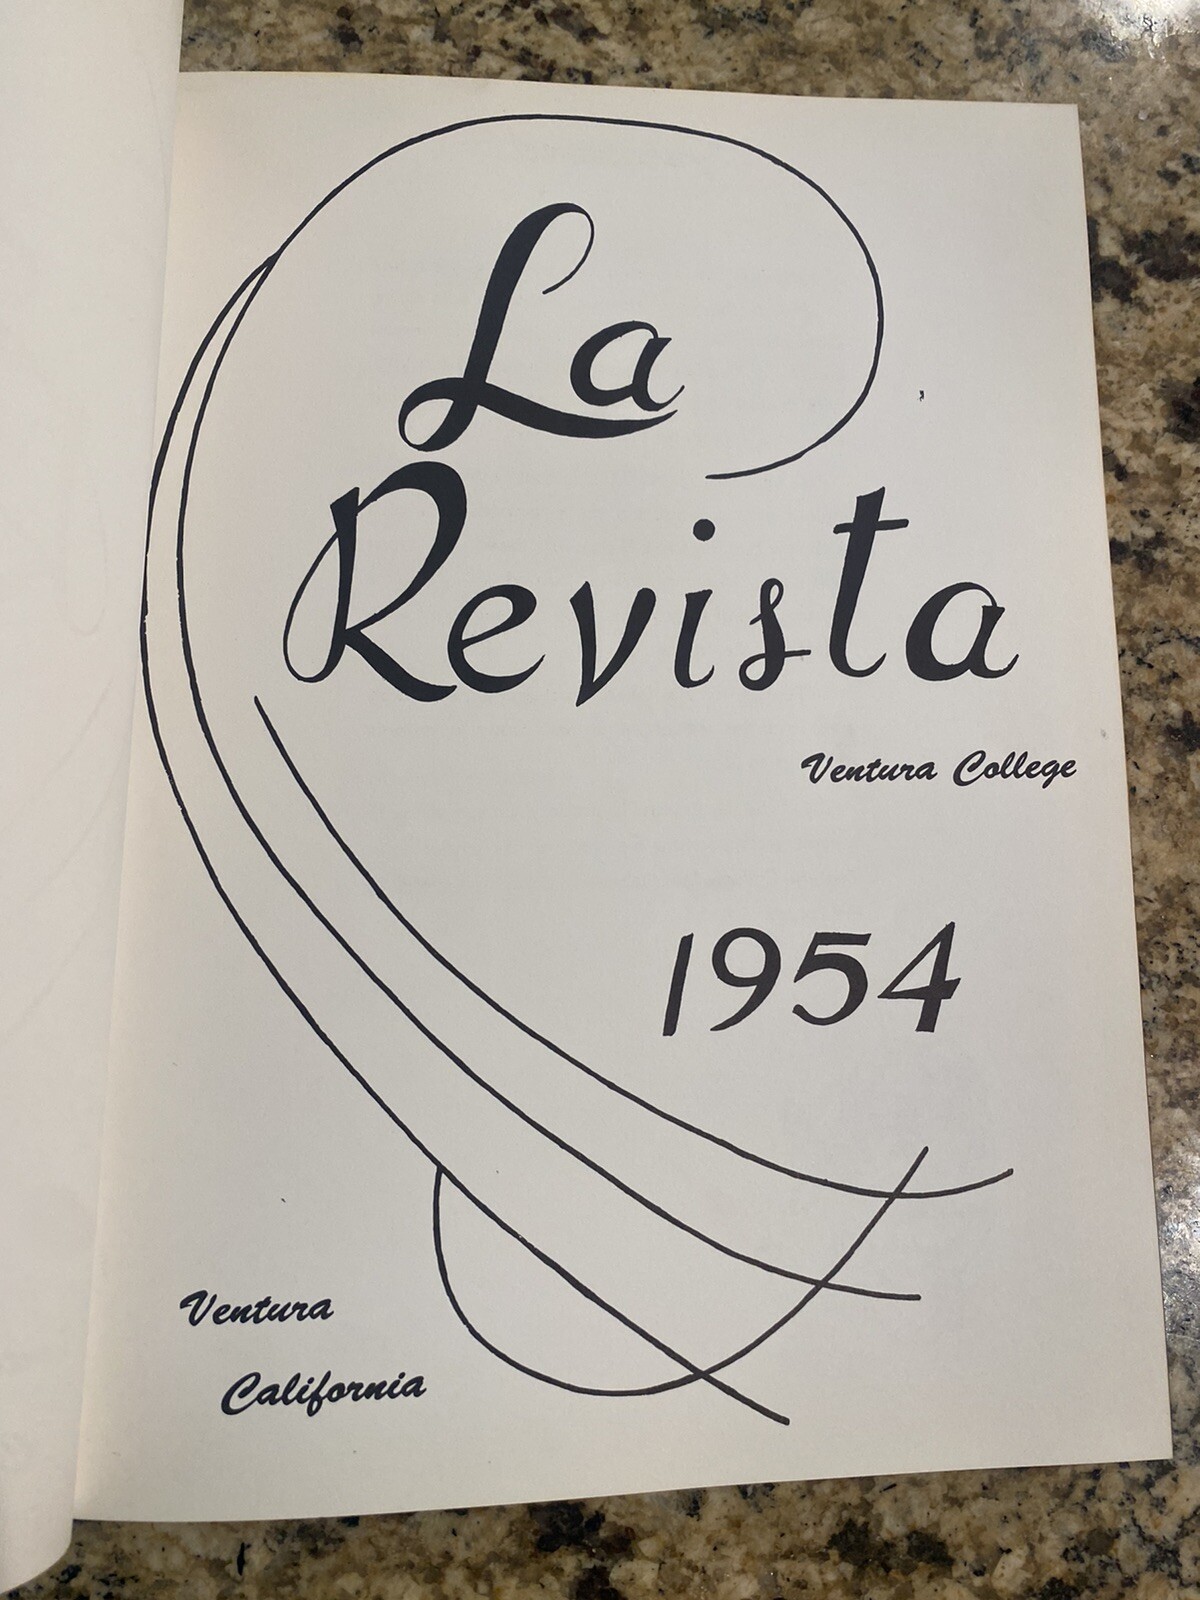 La
Revista
Ventura College
1954
Ventura
California